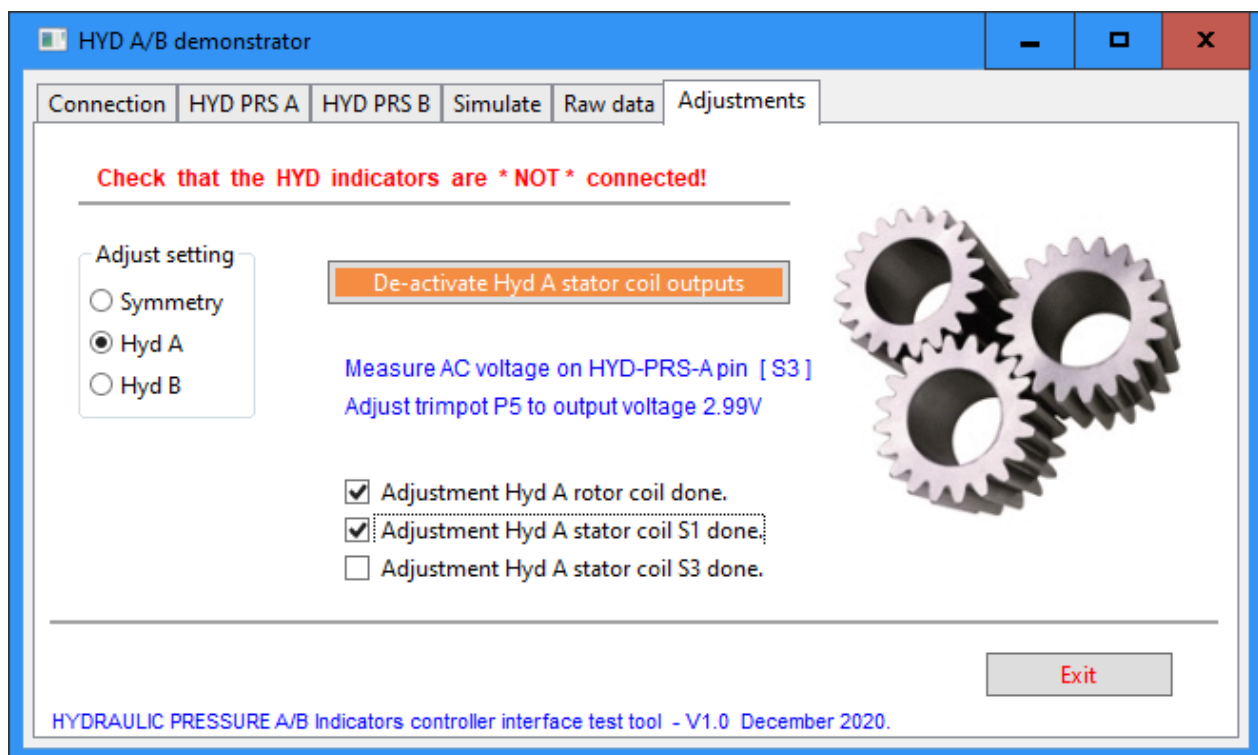 HYD A/B demonstrator
Connection HYD PRS A HYD PRS B Simulate Raw data Adjustments
Check that the HYD indicators are * NOT * connected!
Adjust setting
Symmetry
Hyd A
Hyd B
De-activate Hyd A stator coil outputs
Measure AC voltage on HYD-PRS-A pin [ S3 ]
Adjust trimpot P5 to output voltage 2.99V
Adjustment Hyd A rotor coil done.
Adjustment Hyd A stator coil S1 done.
Adjustment Hyd A stator coil S3 done.
Exit
HYDRAULIC PRESSURE A/B Indicators controller interface test tool - V1.0 December 2020.